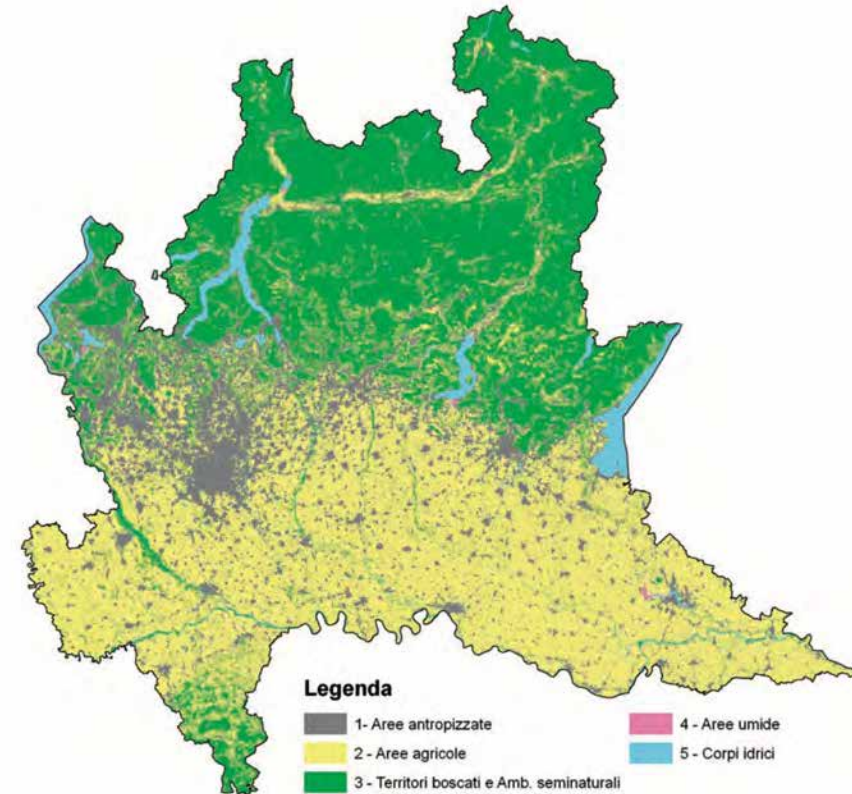 Legenda
1- Aree antropizzate
2 - Aree agricole
3 - Territori boscati e Amb. seminaturali
4 - Aree umide
5 - Corpi idrici